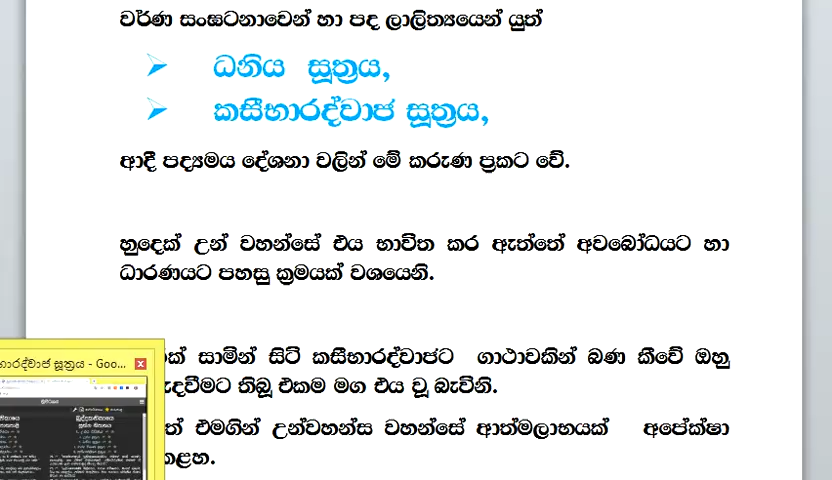 වර්ණ සංඝටනාවෙන් හා පද ලාලිත්‍යයෙන් යුත්
ධනිය සූත්‍රය,
කසීභාරද්වාජ සූත්‍රය,
ආදී පද්‍යමය දේශනා වලින් මේ කරුණ ප්‍රකට වේ.
හුදෙක් උන් වහන්සේ එය භාවිත කර ඇත්තේ අවබෝධයට හා
ධාරණයට පහසු ක්‍රමයක් වශයෙනි.
සාමින් සිටි කසීභාරද්වාජට ගාථාවකින් බණ කීවේ ඔහු
තිබූ එකම මග එය වූ බැවිනි.
එමගින් උන්වහන්ස වහන්සේ ආත්මලාභයක් අපේක්ෂා
සූත්‍රය - Goo...